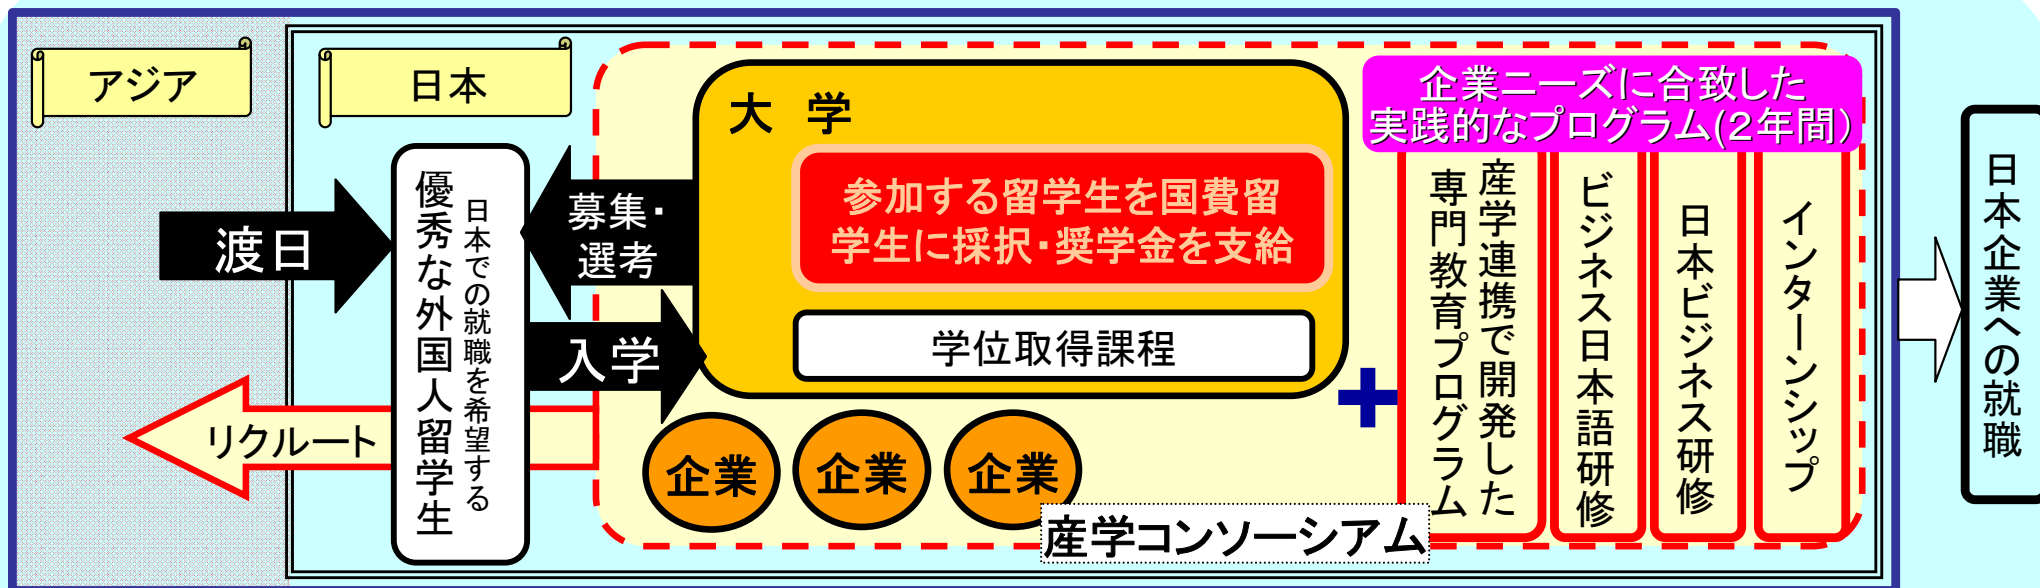 アジア
日本
渡日
リクルート
日本での就職を希望する
優秀な外国人留学生
募集・
選考
入学
大 学
参加する留学生を国費留
学生に採択・奨学金を支給
学位取得課程
企業
企業
企業
産学コンソーシアム
+
企業ニーズに合致した
実践的なプログラム(2年間)
産学連携で開発した
専門教育プログラム
ビジネス日本語研修
日本ビジネス研修
インターンシップ
日本企業への就職